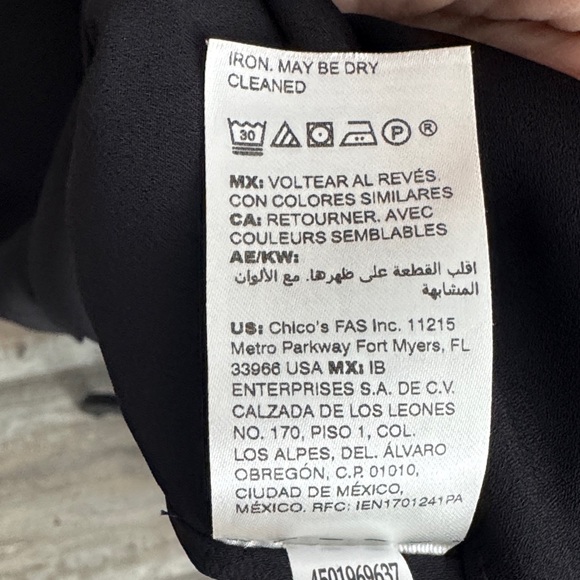 IRON. MAY BE DRY
CLEANED
30 P ®
MX: VOLTEAR AL REVÉS.
CON COLORES SIMILARES
CA: RETOURNER. AVEC
COULEURS SEMBLABLES
AE/KW:
اقلب القطعة على ظهرها. مع الألوان
المشابهة
US: Chico's FAS Inc. 11215
Metro Parkway Fort Myers, FL
33966 USA MX: IB
ENTERPRISES S.A. DE C.V.
CALZADA DE LOS LEONES
NO. 170, PISO 1, COL.
LOS ALPES, DEL. ÁLVARO
OBREGÓN, C.P. 01010,
CIUDAD DE MÉXICO,
MÉXICO. RFC: IEN1701241PA
4501969637